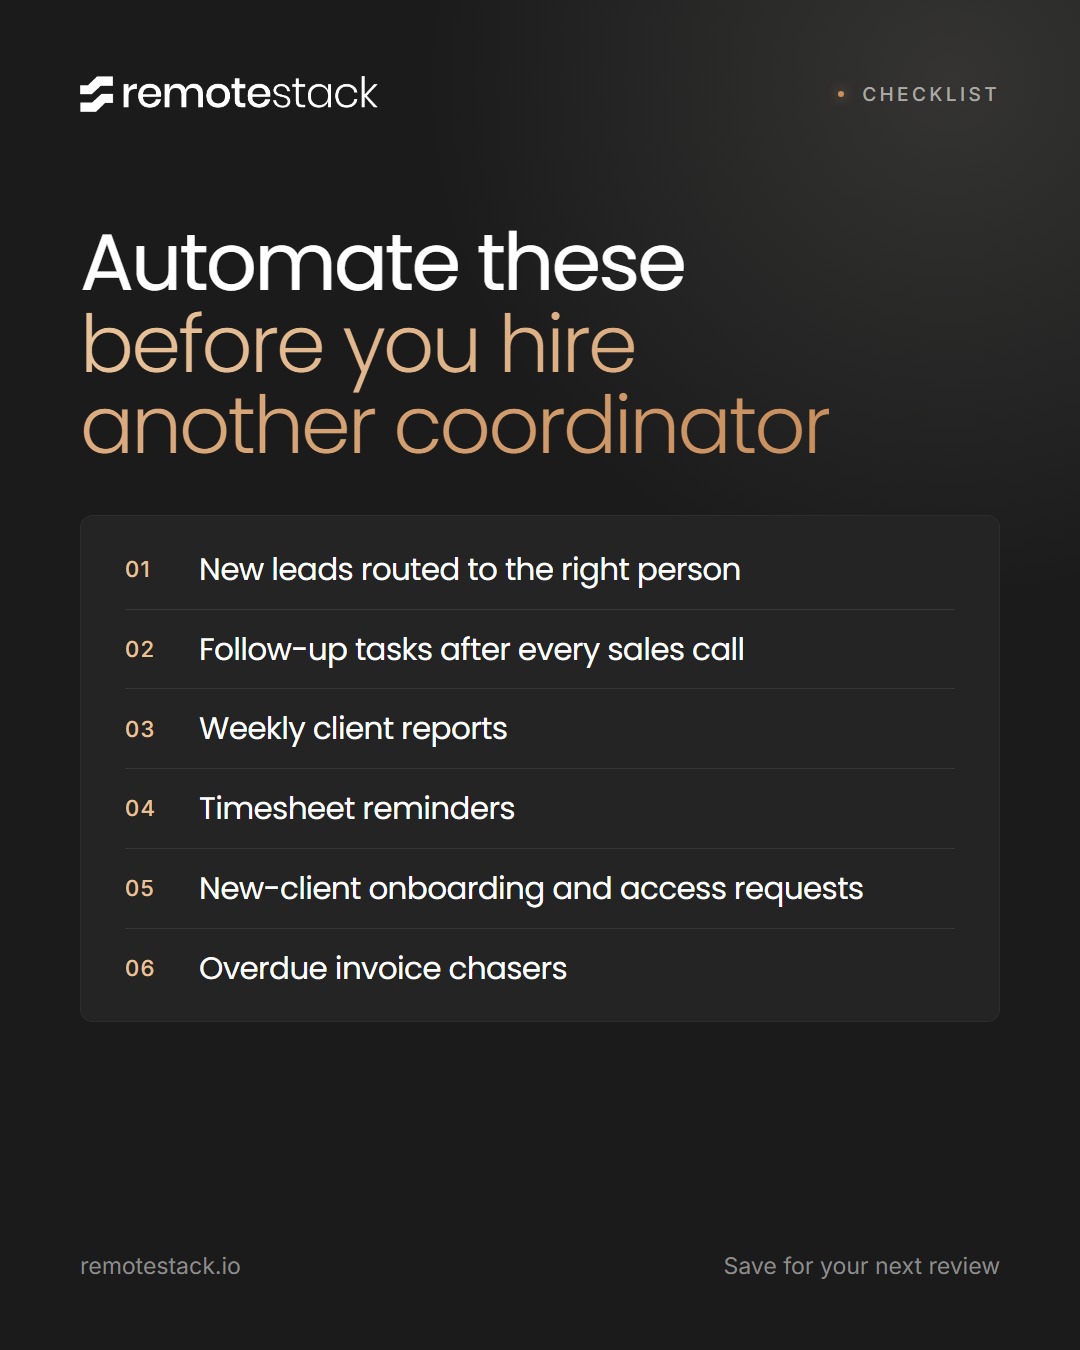 remotestack
CHECKLIST
Automate these
before you hire
another coordinator
01 New leads routed to the right person
02 Follow-up tasks after every sales call
03 Weekly client reports
04 Timesheet reminders
05 New-client onboarding and access requests
06 Overdue invoice chasers
remotestack.io
Save for your next review